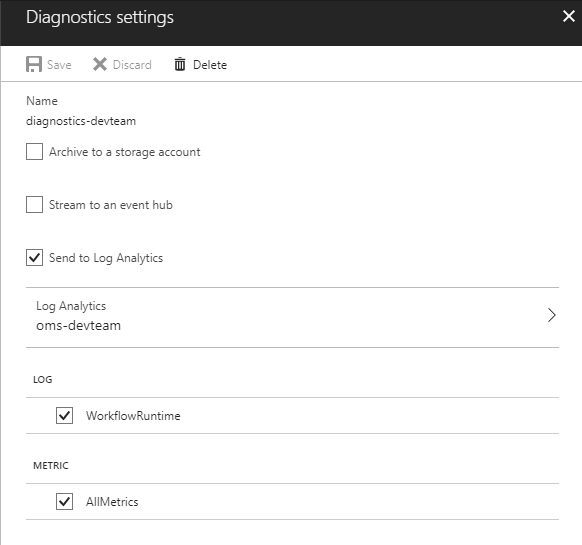 Diagnostics settings
Save Discard Delete
Name
diagnostics-devteam
Archive to a storage account
Stream to an event hub
Send to Log Analytics
Log Analytics
oms-devteam
LOG
WorkflowRuntime
METRIC
AllMetrics